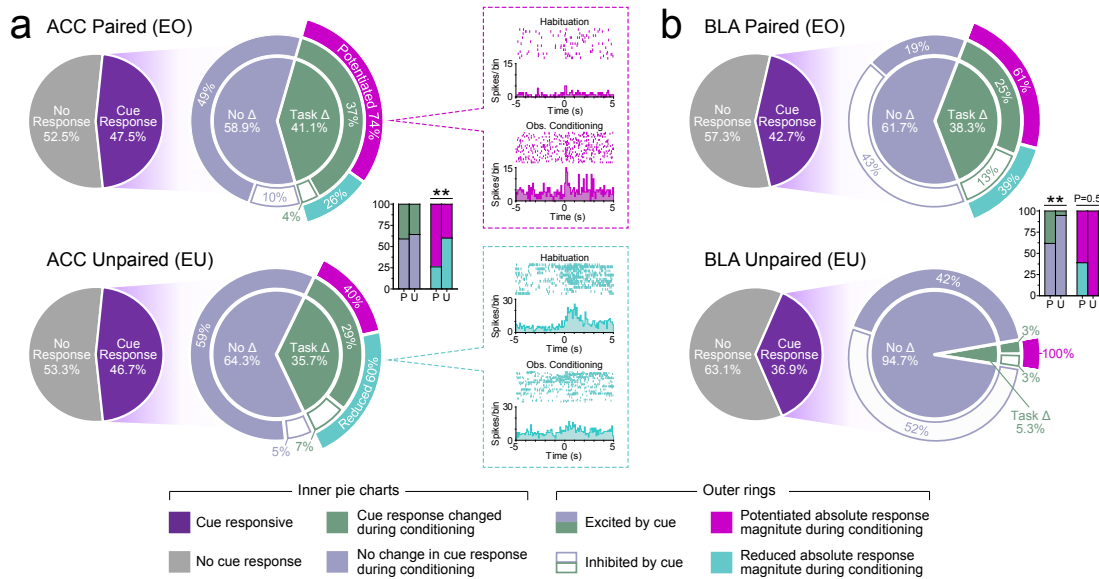 a
ACC Paired (EO)
No
Response
52.5%
Cue
Response
47.5%
49%
No Δ
58.9%
Task Δ
41.1%
37%
10%
4%
Potentiated 74%
26%
Habituation
15
0
Spikes/bin
-5 0 5
Time (s)
Obs. Conditioning
15
0
Spikes/bin
-5 0 5
Time (s)
**
100
75
50
25
0
P U P U
ACC Unpaired (EU)
No
Response
53.3%
Cue
Response
46.7%
59%
No Δ
64.3%
Task Δ
35.7%
29%
5%
7%
40%
Reduced 60%
Habituation
30
0
Spikes/bin
-5 0 5
Time (s)
Obs. Conditioning
30
0
Spikes/bin
-5 0 5
Time (s)
b
BLA Paired (EO)
No
Response
57.3%
Cue
Response
42.7%
19%
No Δ
61.7%
Task Δ
38.3%
25%
43%
13%
61%
39%
** P=0.5
100
75
50
25
0
P U P U
BLA Unpaired (EU)
No
Response
63.1%
Cue
Response
36.9%
42%
No Δ
94.7%
52%
3%
100%
3%
Task Δ
5.3%
Inner pie charts
Cue responsive
Cue response changed
during conditioning
No cue response
No change in cue response
during conditioning
Outer rings
Excited by cue
Potentiated absolute response
magnitute during conditioning
Inhibited by cue
Reduced absolute response
magnitude during conditioning